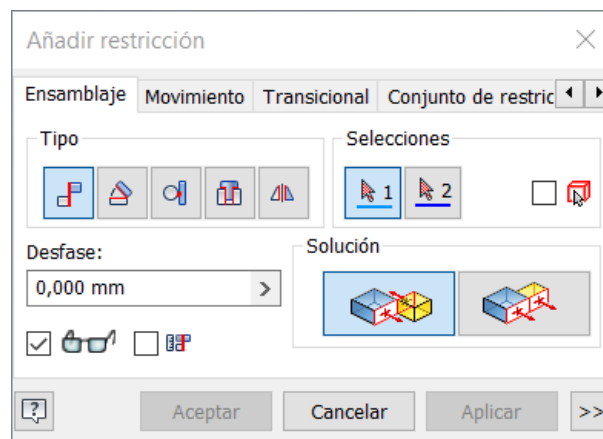 Añadir restricción
Ensamblaje Movimiento Transicional Conjunto de restric
Tipo
Selecciones
1 2
Desfase:
0,000 mm
Solución
? Aceptar Cancelar Aplicar >>